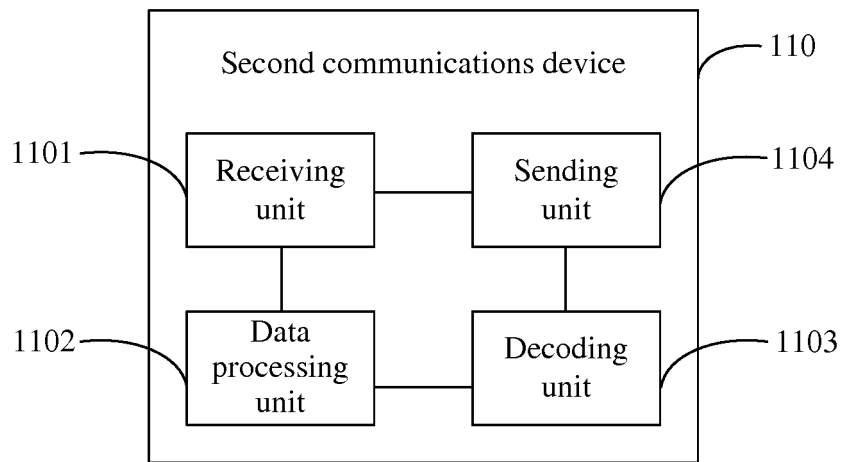 Second communications device
110
1101
Receiving
unit
Sending
unit
1104
1102
Data
processing
unit
Decoding
unit
1103